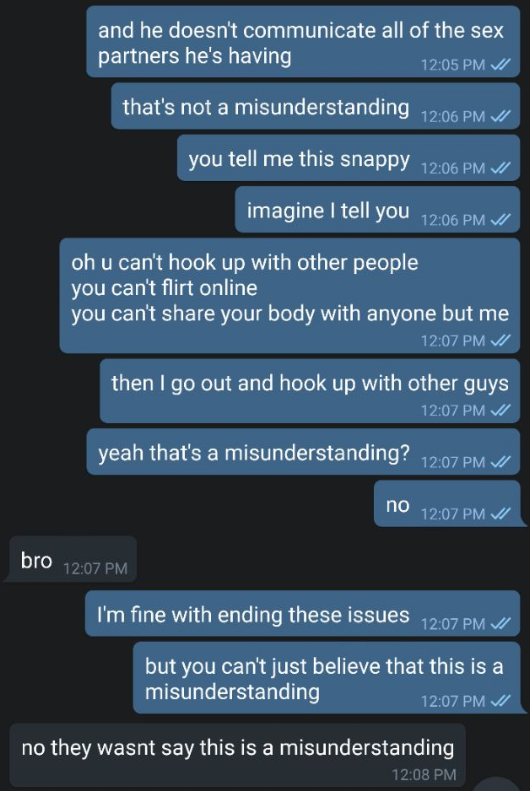 and he doesn't communicate all of the sex
partners he's having
12:05 PM
that's not a misunderstanding 12:06 PM
you tell me this snappy 12:06 PM
imagine I tell you 12:06 PM
oh u can't hook up with other people
you can't flirt online
you can't share your body with anyone but me
12:07 PM
then I go out and hook up with other guys
12:07 PM
yeah that's a misunderstanding? 12:07 PM
no 12:07 PM
bro 12:07 PM
I'm fine with ending these issues 12:07 PM
but you can't just believe that this is a
misunderstanding
12:07 PM
no they wasnt say this is a misunderstanding
12:08 PM